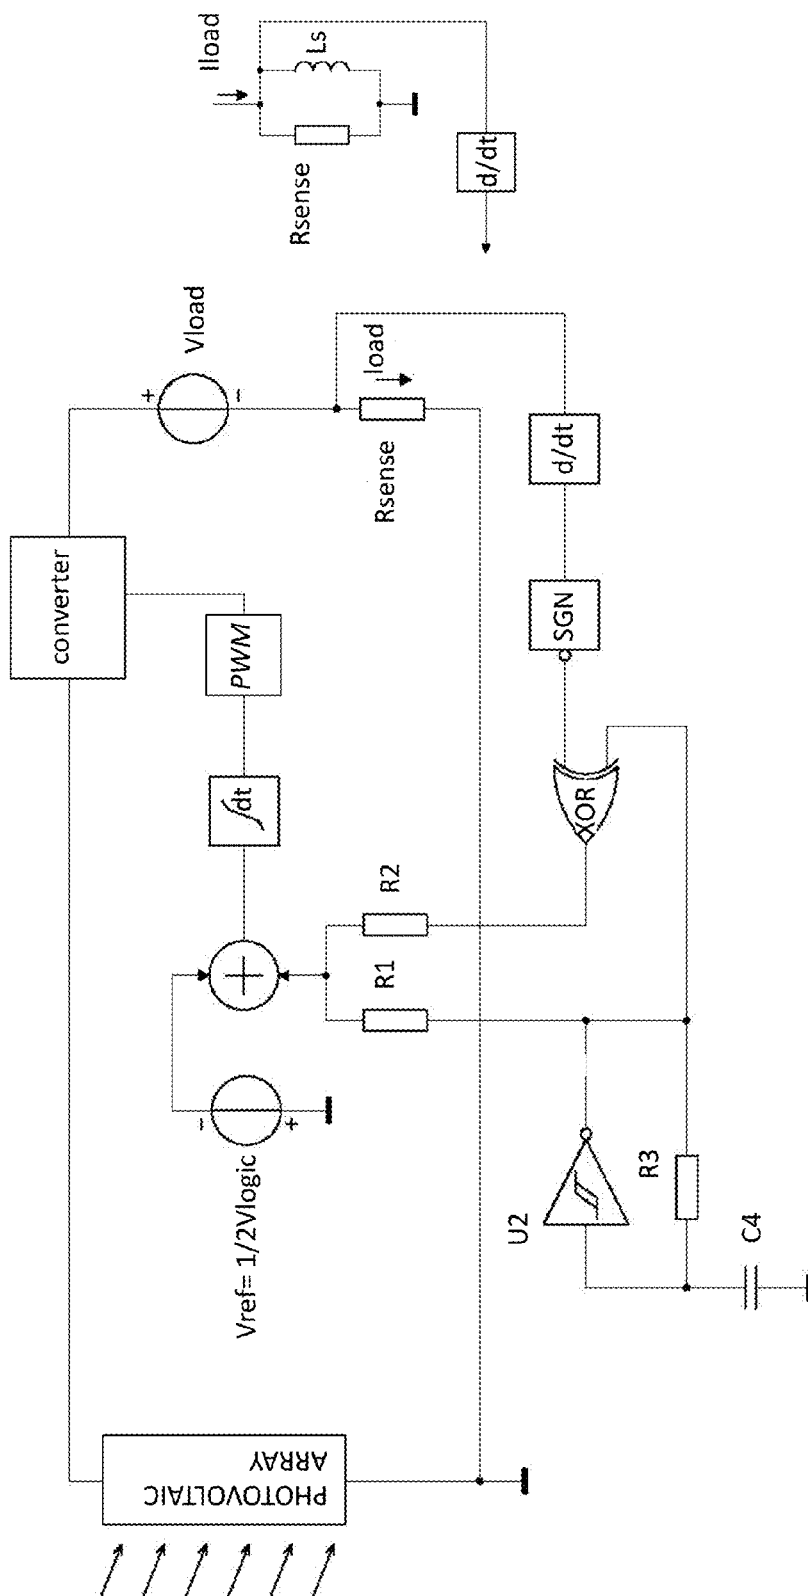 Iload
Ls
Rsense
d/dt
Vload
+
-
Iload
Rsense
converter
PWM
∫dt
d/dt
SGN
XOR
R2
R1
+
-
+
Vref= 1/2Vlogic
U2
R3
C4
PHOTOVOLTAIC
ARRAY